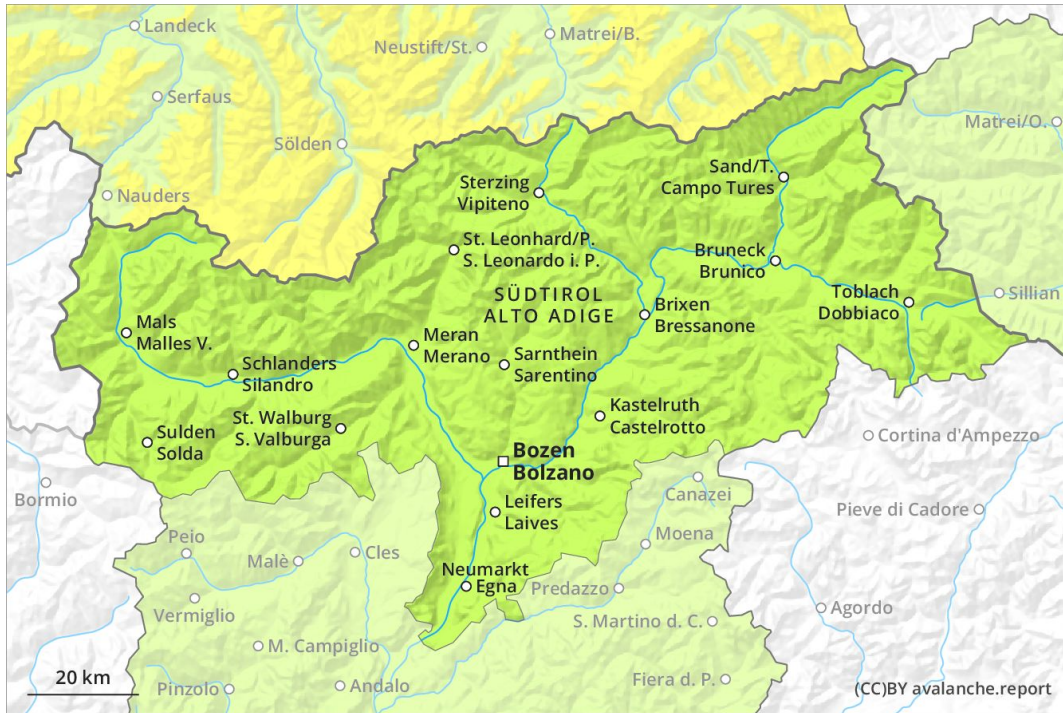 Landeck
Neustift/St.
Matrei/B.
Serfaus
Sölden
Matrei/O.
Nauders
Sterzing
Vipiteno
Sand/T.
Campo Tures
St. Leonhard/P.
S. Leonardo i. P.
Bruneck
Brunico
SÜDTIROL
ALTO ADIGE
Brixen
Bressanone
Toblach
Dobbiaco
Sillian
Mals
Malles V.
Meran
Merano
Schlanders
Silandro
Sarnthein
Sarentino
St. Walburg
S. Valburga
Kastelruth
Castelrotto
Sulden
Solda
Cortina d'Ampezzo
Bozen
Bolzano
Bormio
Leifers
Laives
Canazei
Pieve di Cadore
Peio
Malè
Cles
Moena
Neumarkt
Egna
Predazzo
Vermiglio
Agordo
S. Martino d. C.
M. Campiglio
20 km
Pinzolo
Andalo
Fiera d. P.
(CC)BY avalanche.report